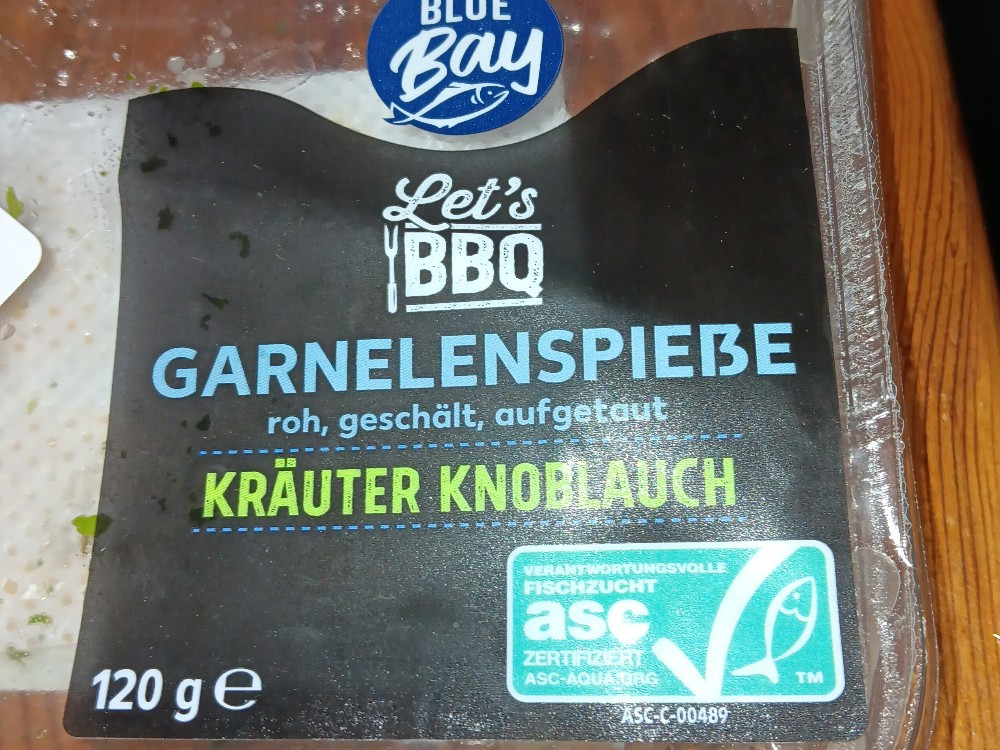 BLUE
Bay
Let's
BBQ
GARNELENSPIEẞE
roh, geschält, aufgetaut
KRÄUTER KNOBLAUCH
VERANTWORTUNGSVOLLE
FISCHZUCHT
asc
ZERTIFIZIERT
ASC-AQUA.ORG
TM
ASC-C-00489
120 g e